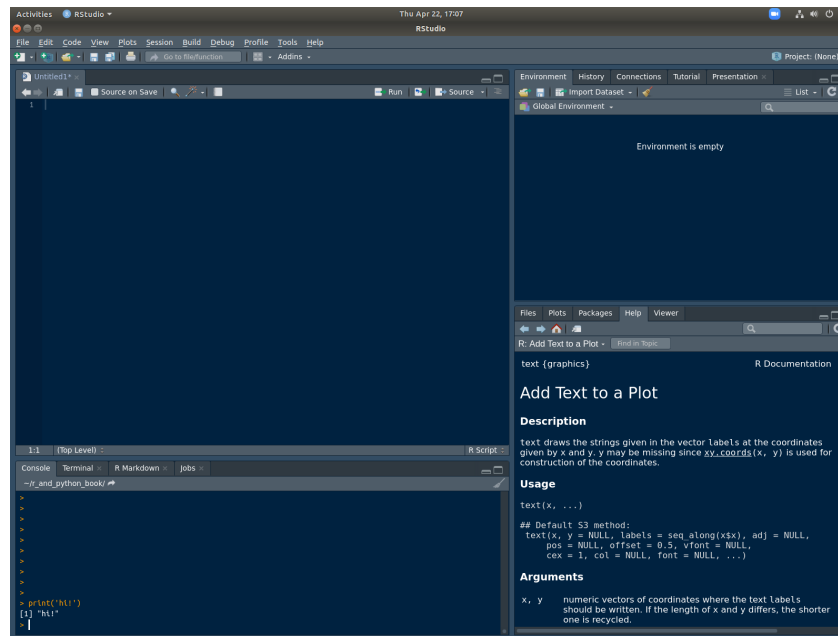 Activities RStudio Thu Apr 22, 17:07
RStudio
File Edit Code View Plots Session Build Debug Profile Tools Help
Go to file/function Addins Project: (None)
Untitled1*
Source on Save Run Source
1
1:1 (Top Level) R Script
Console Terminal R Markdown Jobs
~/r_and_python_book/
>
>
>
>
>
>
>
>
>
>
> print('hi!')
[1] "hi!"
>
Environment History Connections Tutorial Presentation
Import Dataset List
Global Environment
Environment is empty
Files Plots Packages Help Viewer
R: Add Text to a Plot Find in Topic
text {graphics} R Documentation
Add Text to a Plot
Description
text draws the strings given in the vector labels at the coordinates
given by x and y. y may be missing since xy.coords(x, y) is used for
construction of the coordinates.
Usage
text(x, ...)
## Default S3 method:
text(x, y = NULL, labels = seq_along(x$x), adj = NULL,
pos = NULL, offset = 0.5, vfont = NULL,
cex = 1, col = NULL, font = NULL, ...)
Arguments
x, y numeric vectors of coordinates where the text labels
should be written. If the length of x and y differs, the shorter
one is recycled.